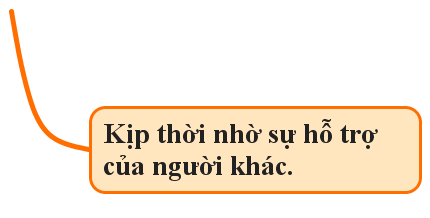 Kịp thời nhờ sự hỗ trợ
của người khác.